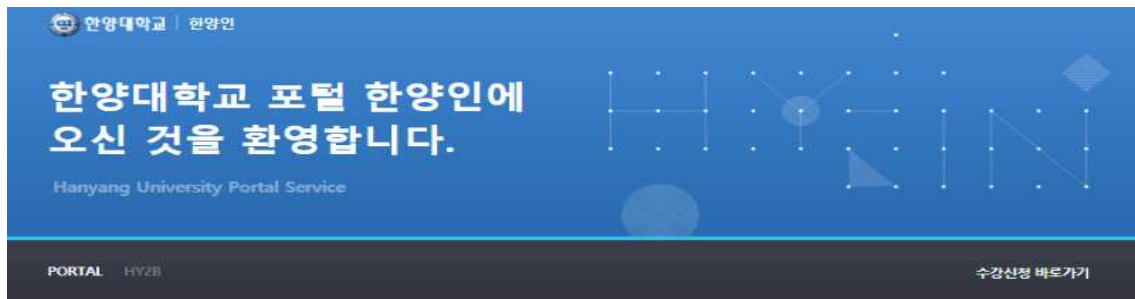 한양대학교 | 한양인
한양대학교 포털 한양인에
오신 것을 환영합니다.
Hanyang University Portal Service
HY-IN
PORTAL HY2B
수강신청 바로가기